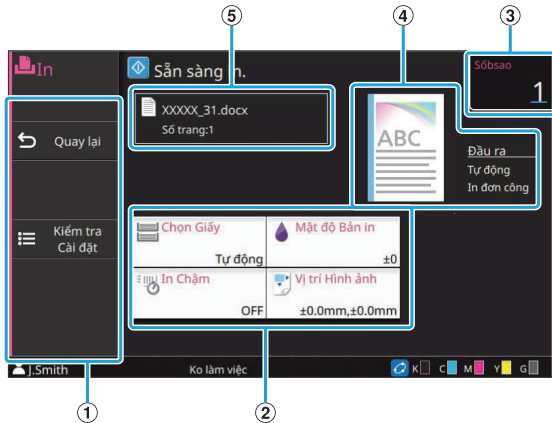 ⑤
④
③
In
Sẵn sàng in.
Sốbsao
1
XXXXX_31.docx
Số trang:1
ABC
Quay lại
Đầu ra
Tự động
In đơn công
Kiểm tra
Cài đặt
Chọn Giấy
Tự động
Mật độ Bản in
±0
In Chậm
OFF
Vị trí Hình ảnh
±0.0mm,±0.0mm
J.Smith
Ko làm việc
K C M Y G
①
②